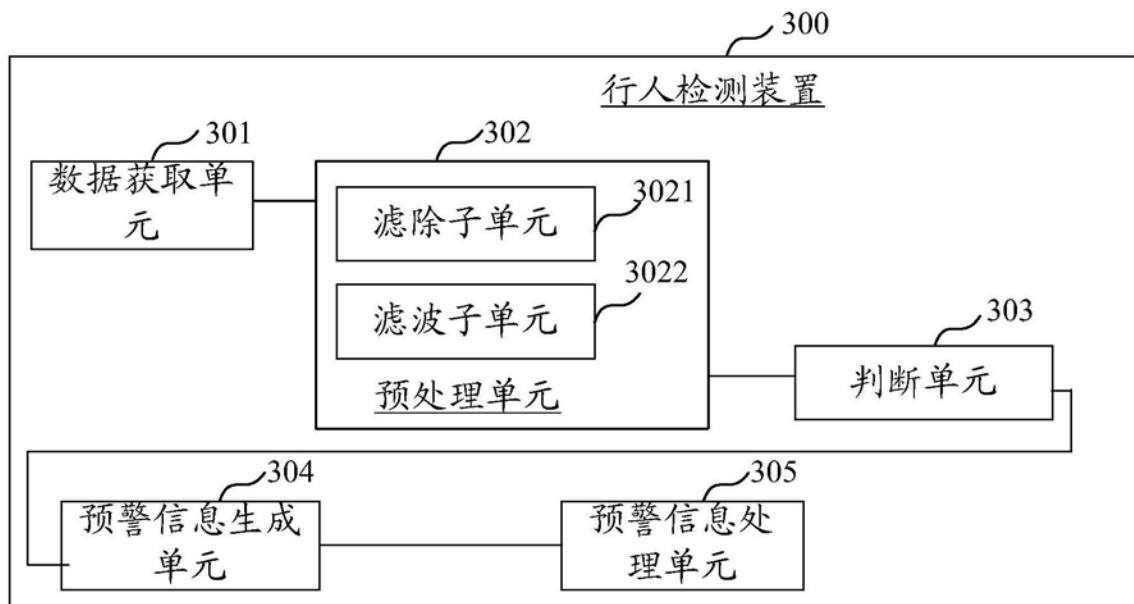 300
行人检测装置
301
数据获取单
元
302
滤除子单元
3021
滤波子单元
3022
预处理单元
303
判断单元
304
预警信息生成
单元
305
预警信息处
理单元